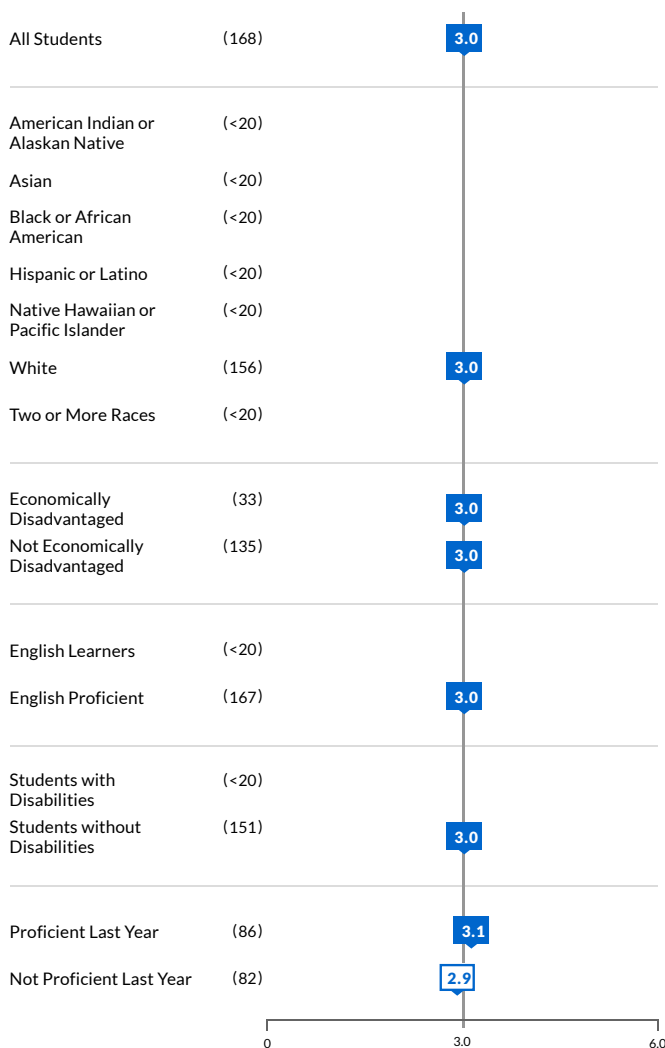 All Students (168) 3.0
American Indian or (<20)
Alaskan Native
Asian (<20)
Black or African (<20)
American
Hispanic or Latino (<20)
Native Hawaiian or (<20)
Pacific Islander
White (156) 3.0
Two or More Races (<20)
Economically (33) 3.0
Disadvantaged
Not Economically (135) 3.0
Disadvantaged
English Learners (<20)
English Proficient (167) 3.0
Students with (<20)
Disabilities
Students without (151) 3.0
Disabilities
Proficient Last Year (86) 3.1
Not Proficient Last Year (82) 2.9
0 3.0 6.0